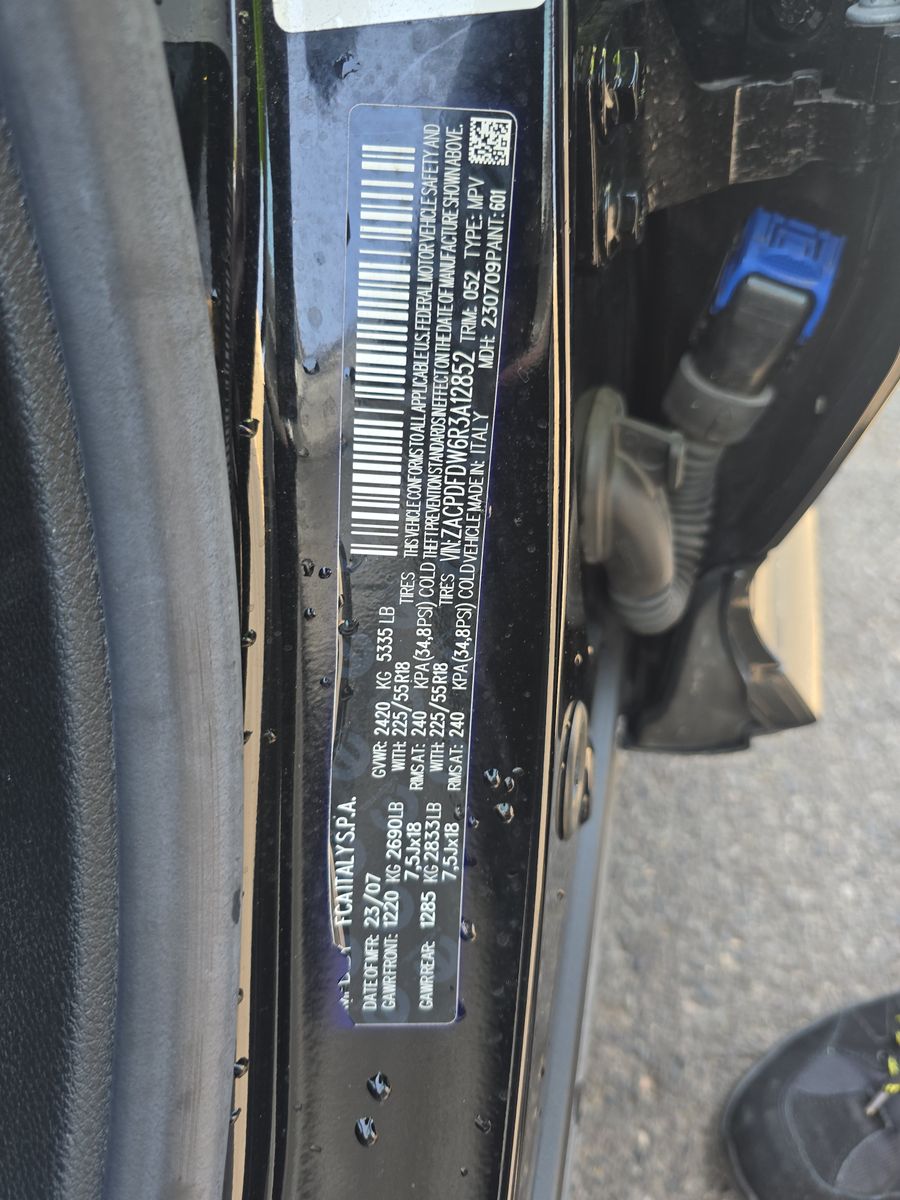 FCA ITALY S.P.A.
DATE OF MFR: 23/07
GAWR FRONT: 1220 KG 2690LB
7,5Jx18
GAWR REAR: 1285 KG 2833LB
7,5Jx18
GVWR: 2420 KG 5335 LB
TIRES
WITH: 225/55R18
RIMS AT: 240 KPA(34,8PSI) COLD
TIRES
WITH: 225/55R18
RIMS AT: 240 KPA(34,8PSI) COLD
THIS VEHICLE CONFORMS TO ALL APPLICABLE U.S. FEDERAL MOTOR VEHICLE SAFETY AND
THEFT PREVENTION STANDARDS IN EFFECT ON THE DATE OF MANUFACTURE SHOWN ABOVE.
VIN: ZACPDFDW6R3A12852 TRIM: 052 TYPE: MPV
VEHICLE MADE IN: ITALY MDH: 230709 PAINT: 601